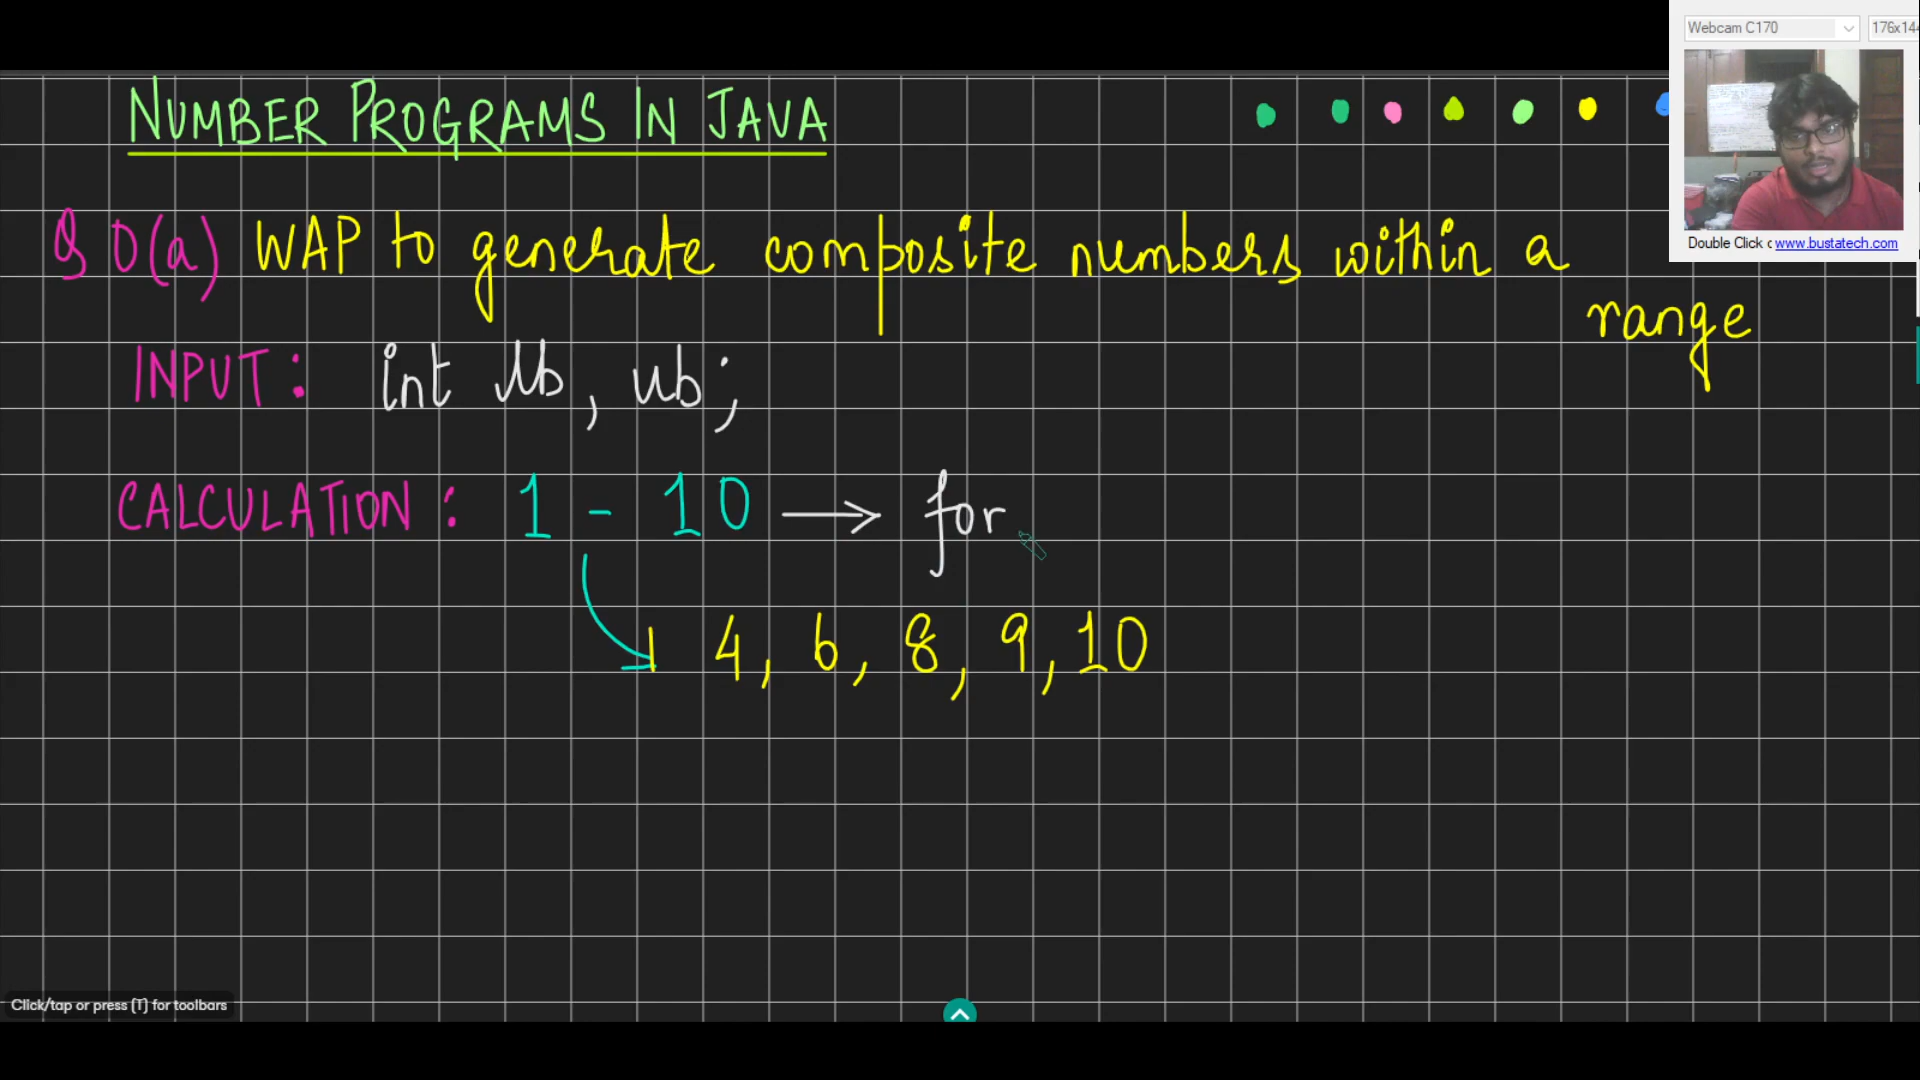 Webcam C170 176x144
NUMBER PROGRAMS IN JAVA
Q 0(a) WAP to generate composite numbers within a
range
Double Click www.bustatech.com
INPUT: int lb, ub;
CALCULATION: 1 - 10 → for
4, 6, 8, 9, 10
Click/tap or press (T) for toolbars